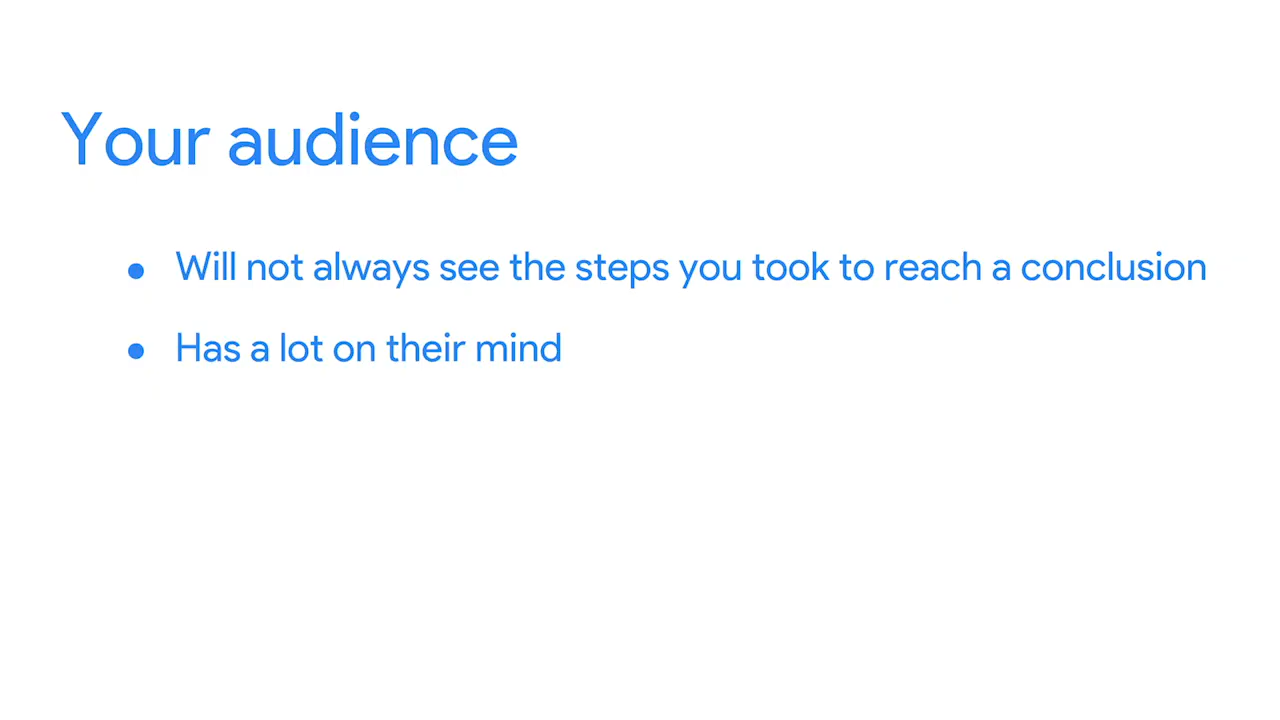 Your audience
● Will not always see the steps you took to reach a conclusion
● Has a lot on their mind